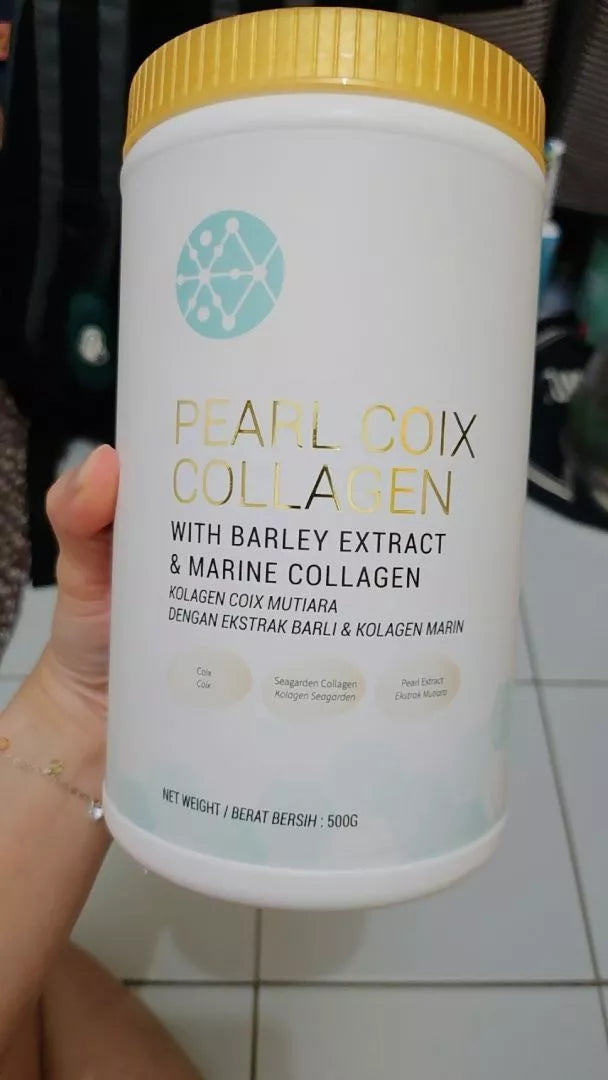 PEARL COIX
COLLAGEN
WITH BARLEY EXTRACT
& MARINE COLLAGEN
KOLAGEN COIX MUTIARA
DENGAN EKSTRAK BARLI & KOLAGEN MARIN
Coix
Coix
Seagarden Collagen
Kolagen Seagarden
Pearl Extract
Ekstrak Mutiara
NET WEIGHT / BERAT BERSIH : 500G